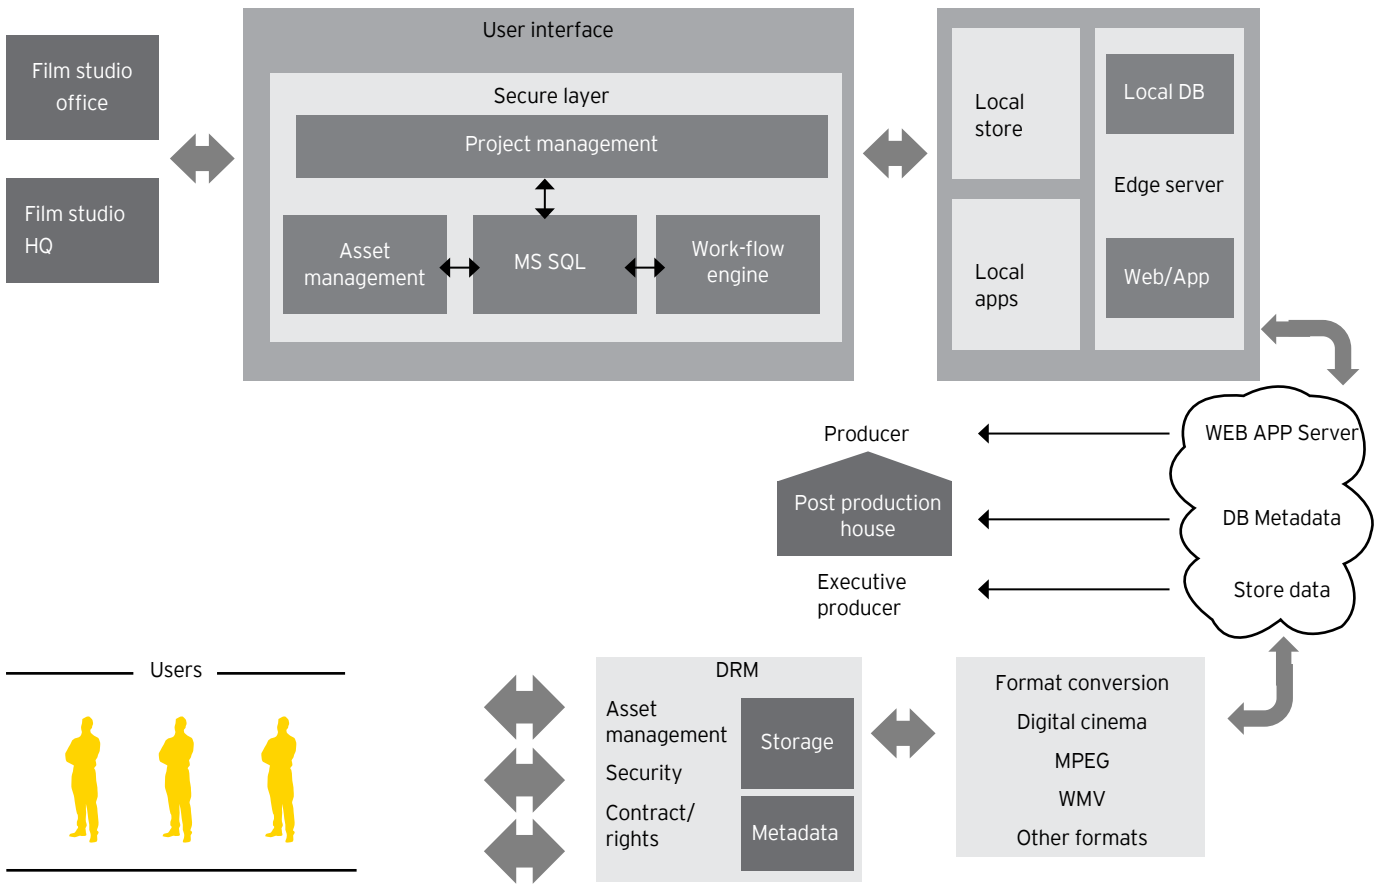 Film studio
office
Film studio
HQ
User interface
Secure layer
Project management
Asset
management
MS SQL
Work-flow
engine
Local
store
Local
apps
Local DB
Edge server
Web/App
WEB APP Server
DB Metadata
Store data
Producer
Post production
house
Executive
producer
Users
DRM
Asset
management
Security
Contract/
rights
Storage
Metadata
Format conversion
Digital cinema
MPEG
WMV
Other formats